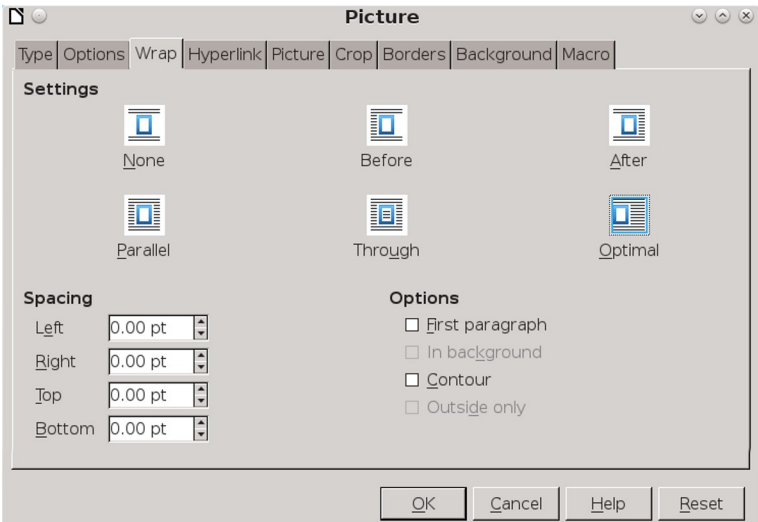 Picture
Type Options Wrap Hyperlink Picture Crop Borders Background Macro
Settings
None Before After
Parallel Through Optimal
Spacing Options
Left 0.00 pt First paragraph
Right 0.00 pt In background
Top 0.00 pt Contour
Bottom 0.00 pt Outside only
OK Cancel Help Reset